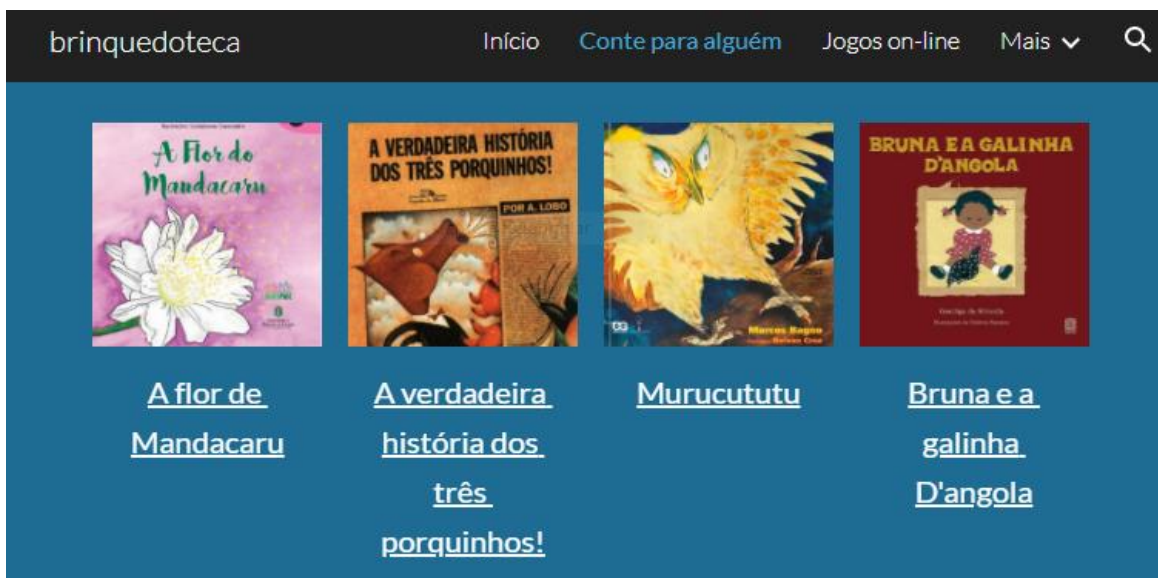 brinquedoteca Início Conte para alguém Jogos on-line Mais
A Flor do
Mandacaru
A VERDADEIRA HISTÓRIA
DOS TRÊS PORQUINHOS!
POR A. LOBO
Marcos Bagno
BRUNA E A GALINHA
D'ANGOLA
A flor de
Mandacaru
A verdadeira
história dos
três
porquinhos!
Murucututu
Bruna e a
galinha
D'angola